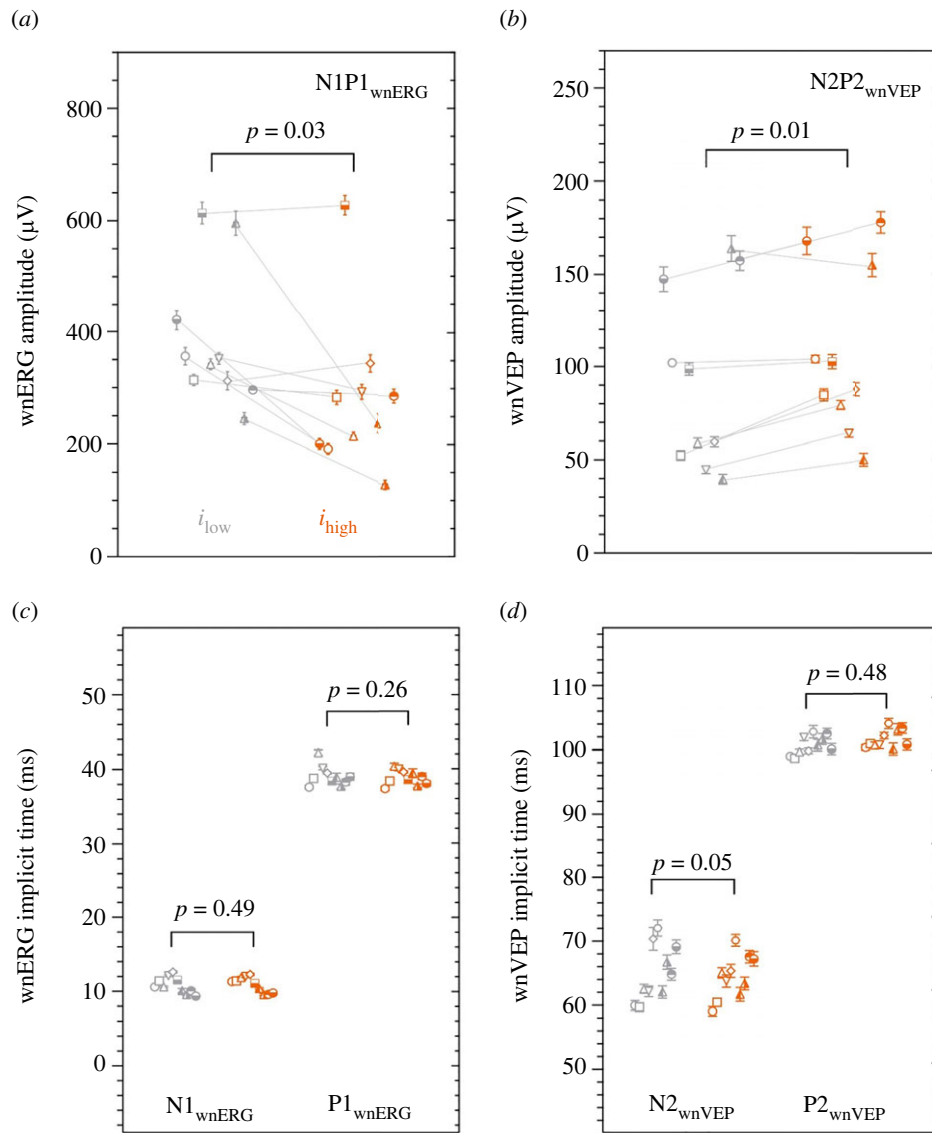 (a)
N1P1wnERG
p = 0.03
800
600
400
200
0
wnERG amplitude (µV)
ilow
ihigh
(b)
N2P2wnVEP
p = 0.01
250
200
150
100
50
0
wnVEP amplitude (µV)
(c)
p = 0.26
p = 0.49
50
40
30
20
10
0
wnERG implicit time (ms)
N1wnERG
P1wnERG
(d)
p = 0.48
p = 0.05
110
100
90
80
70
60
50
wnVEP implicit time (ms)
N2wnVEP
P2wnVEP